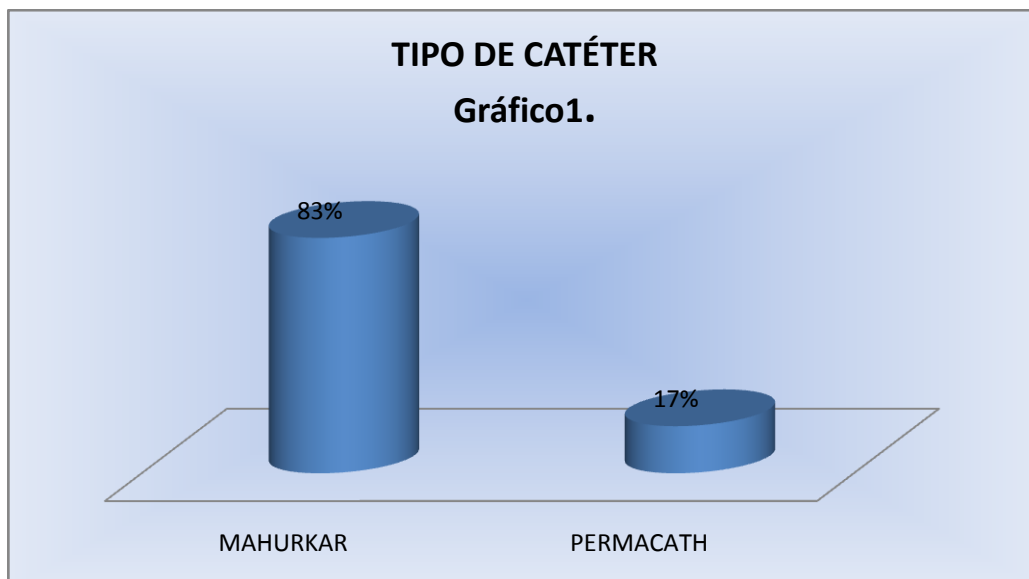 TIPO DE CATÉTER
Gráfico1.
83%
17%
MAHURKAR
PERMACATH